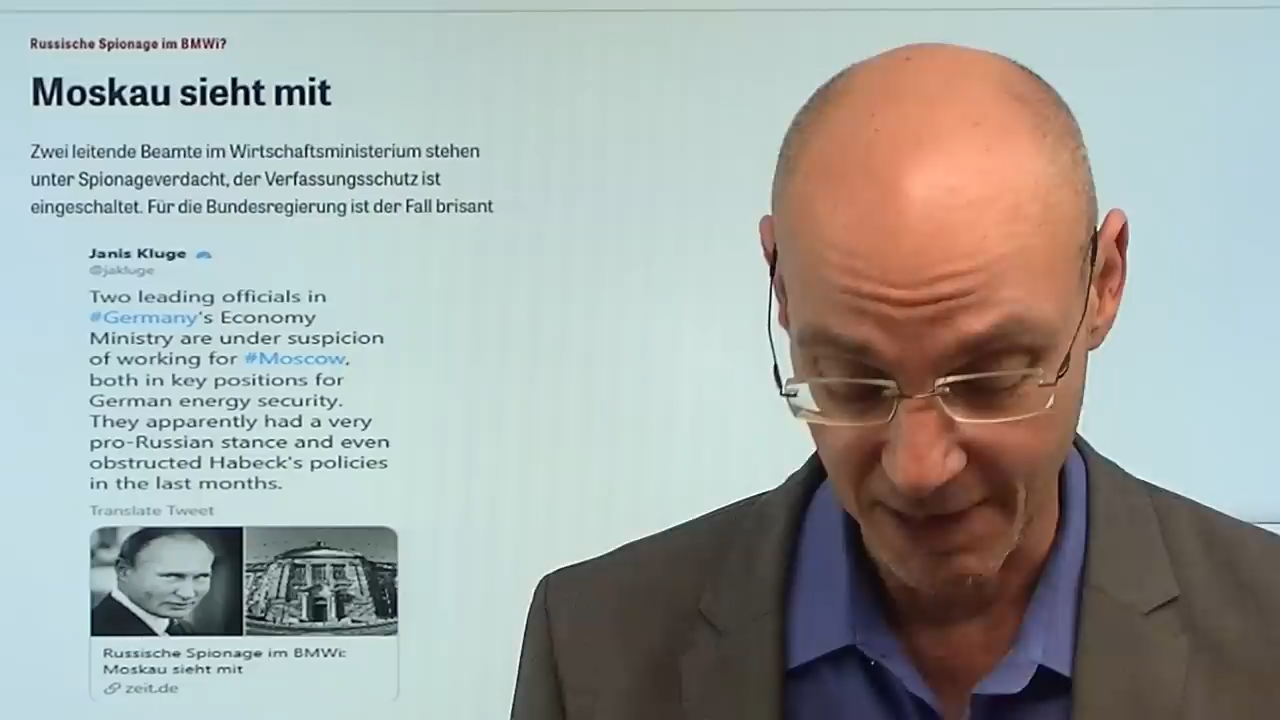 Russische Spionage im BMWi?
Moskau sieht mit
Zwei leitende Beamte im Wirtschaftsministerium stehen
unter Spionageverdacht, der Verfassungsschutz ist
eingeschaltet. Für die Bundesregierung ist der Fall brisant
Janis Kluge
@jakluge
Two leading officials in
#Germany's Economy
Ministry are under suspicion
of working for #Moscow,
both in key positions for
German energy security.
They apparently had a very
pro-Russian stance and even
obstructed Habeck's policies
in the last months.
Translate Tweet
Russische Spionage im BMWi:
Moskau sieht mit
zeit.de